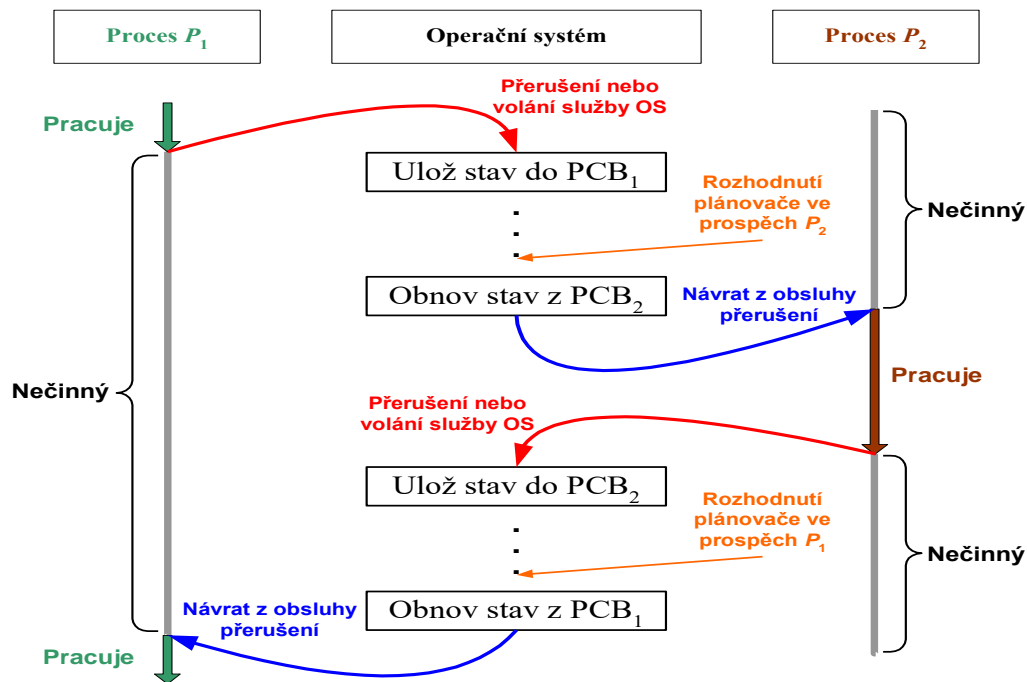 Proces P1
Operační systém
Proces P2
Přerušení nebo
volání služby OS
Pracuje
Ulož stav do PCB1
Rozhodnutí
plánovače ve
prospěch P2
Nečinný
Obnov stav z PCB2
Návrat z obsluhy
přerušení
Nečinný
Pracuje
Přerušení nebo
volání služby OS
Ulož stav do PCB2
Rozhodnutí
plánovače ve
prospěch P1
Nečinný
Obnov stav z PCB1
Návrat z obsluhy
přerušení
Pracuje